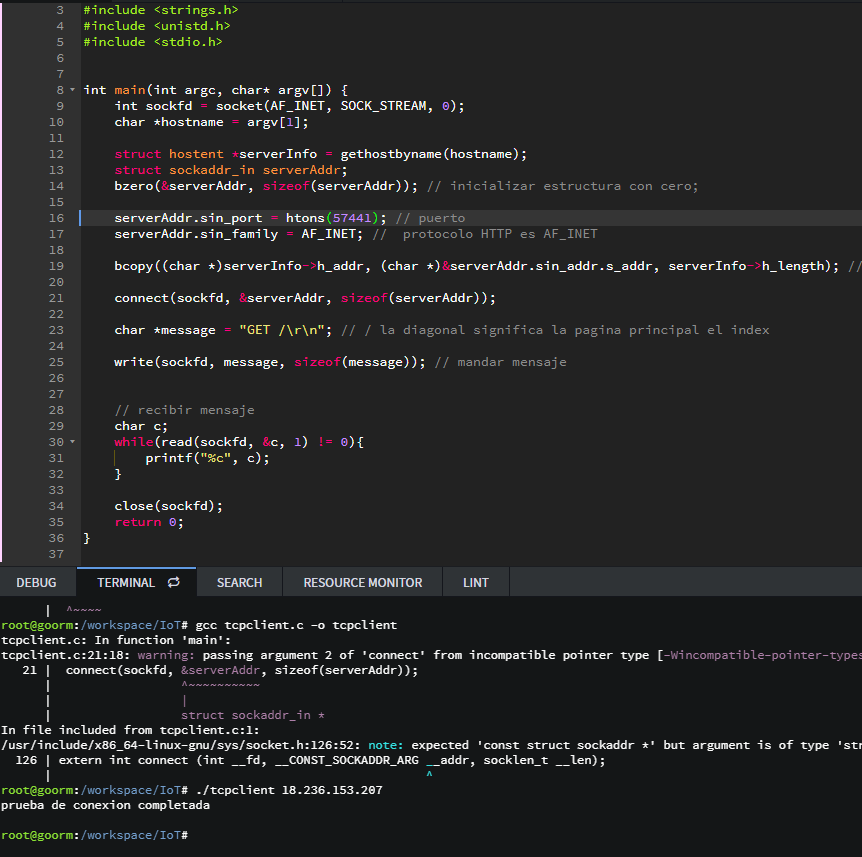 3 #include <strings.h>
4 #include <unistd.h>
5 #include <stdio.h>
6
7
8 int main(int argc, char* argv[]) {
9 int sockfd = socket(AF_INET, SOCK_STREAM, 0);
10 char *hostname = argv[1];
11
12 struct hostent *serverInfo = gethostbyname(hostname);
13 struct sockaddr_in serverAddr;
14 bzero(&serverAddr, sizeof(serverAddr)); // inicializar estructura con cero;
15
16 serverAddr.sin_port = htons(57441); // puerto
17 serverAddr.sin_family = AF_INET; //  protocolo HTTP es AF_INET
18
19 bcopy((char *)serverInfo->h_addr, (char *)&serverAddr.sin_addr.s_addr, serverInfo->h_length); //
20
21 connect(sockfd, &serverAddr, sizeof(serverAddr));
22
23 char *message = "GET /\r\n"; // / la diagonal significa la pagina principal el index
24
25 write(sockfd, message, sizeof(message)); // mandar mensaje
26
27
28 // recibir mensaje
29 char c;
30 while(read(sockfd, &c, 1) != 0){
31 printf("%c", c);
32 }
33
34 close(sockfd);
35 return 0;
36 }
37
DEBUG TERMINAL SEARCH RESOURCE MONITOR LINT
| ^~~~~
root@goorm:/workspace/IoT# gcc tcpclient.c -o tcpclient
tcpclient.c: In function 'main':
tcpclient.c:21:18: warning: passing argument 2 of 'connect' from incompatible pointer type [-Wincompatible-pointer-types
21 | connect(sockfd, &serverAddr, sizeof(serverAddr));
| ^~~~~~~~~~~
| |
| struct sockaddr_in *
In file included from tcpclient.c:1:
/usr/include/x86_64-linux-gnu/sys/socket.h:126:52: note: expected 'const struct sockaddr *' but argument is of type 'str
126 | extern int connect (int __fd, __CONST_SOCKADDR_ARG __addr, socklen_t __len);
| ^
root@goorm:/workspace/IoT# ./tcpclient 18.236.153.207
prueba de conexion completada
root@goorm:/workspace/IoT#